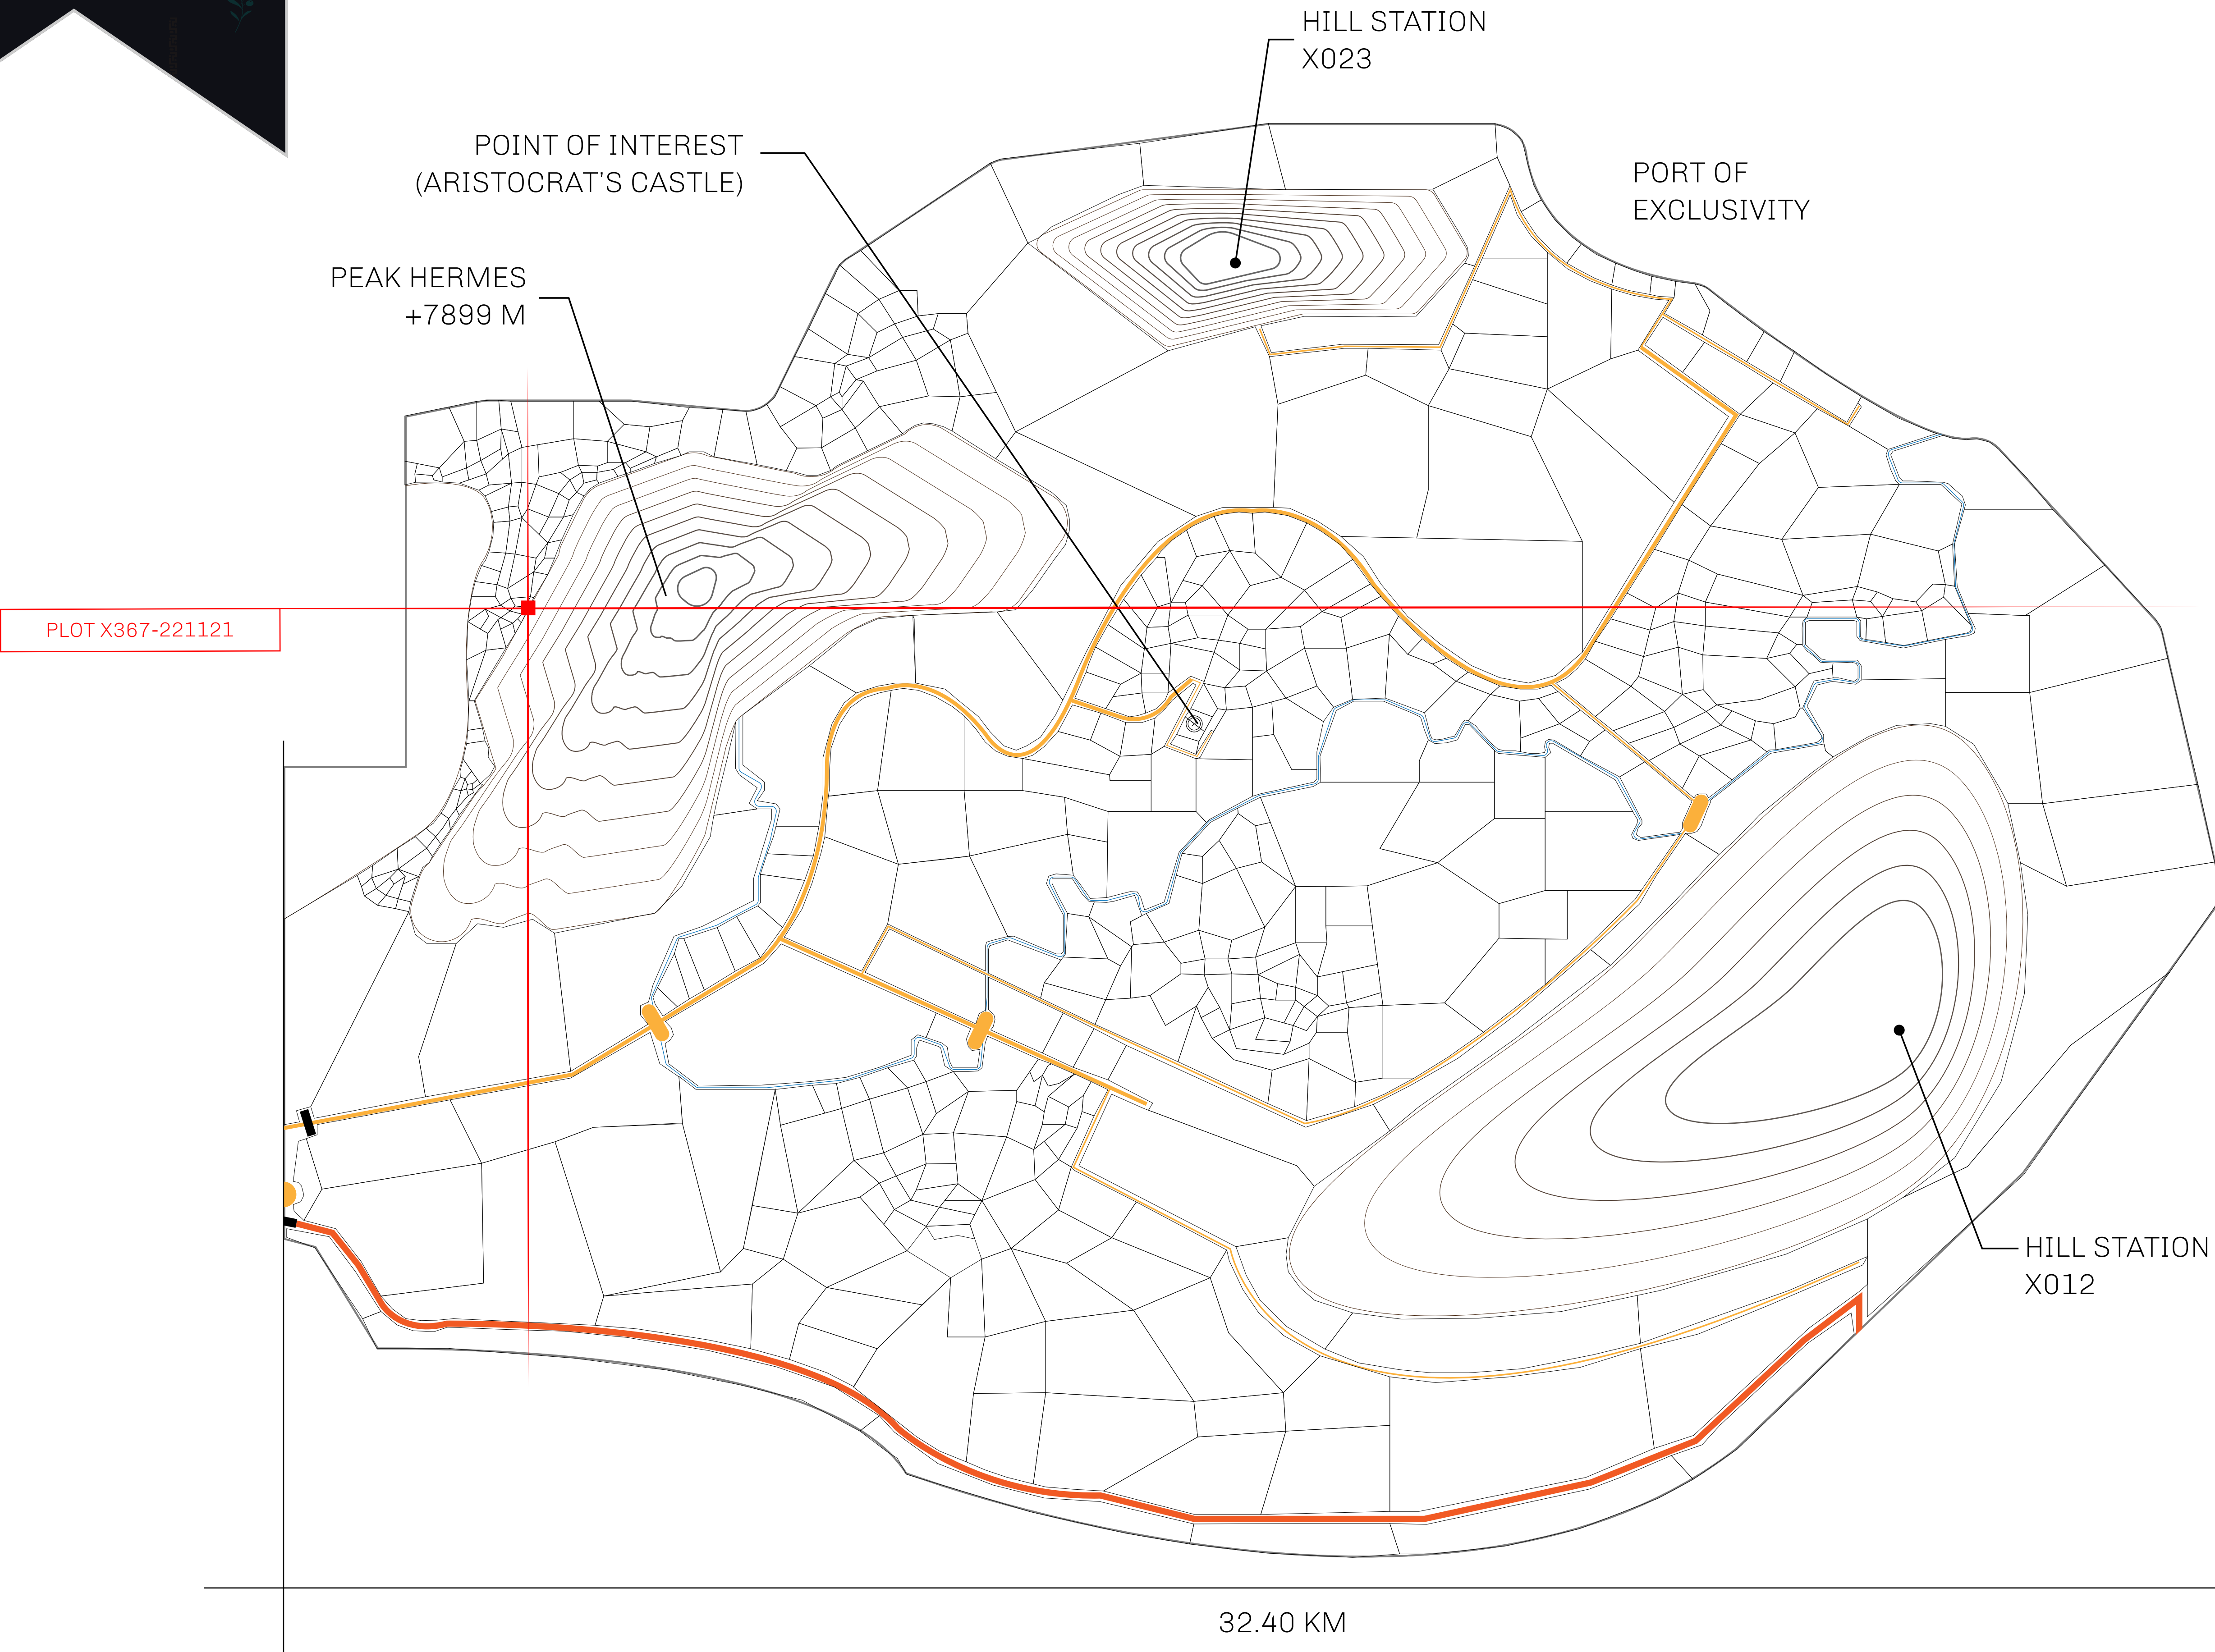 HILL STATION
X023
POINT OF INTEREST
(ARISTOCRAT'S CASTLE)
PORT OF
EXCLUSIVITY
PEAK HERMES
+7899 M
PLOT X367-221121
HILL STATION
X012
32.40 KM